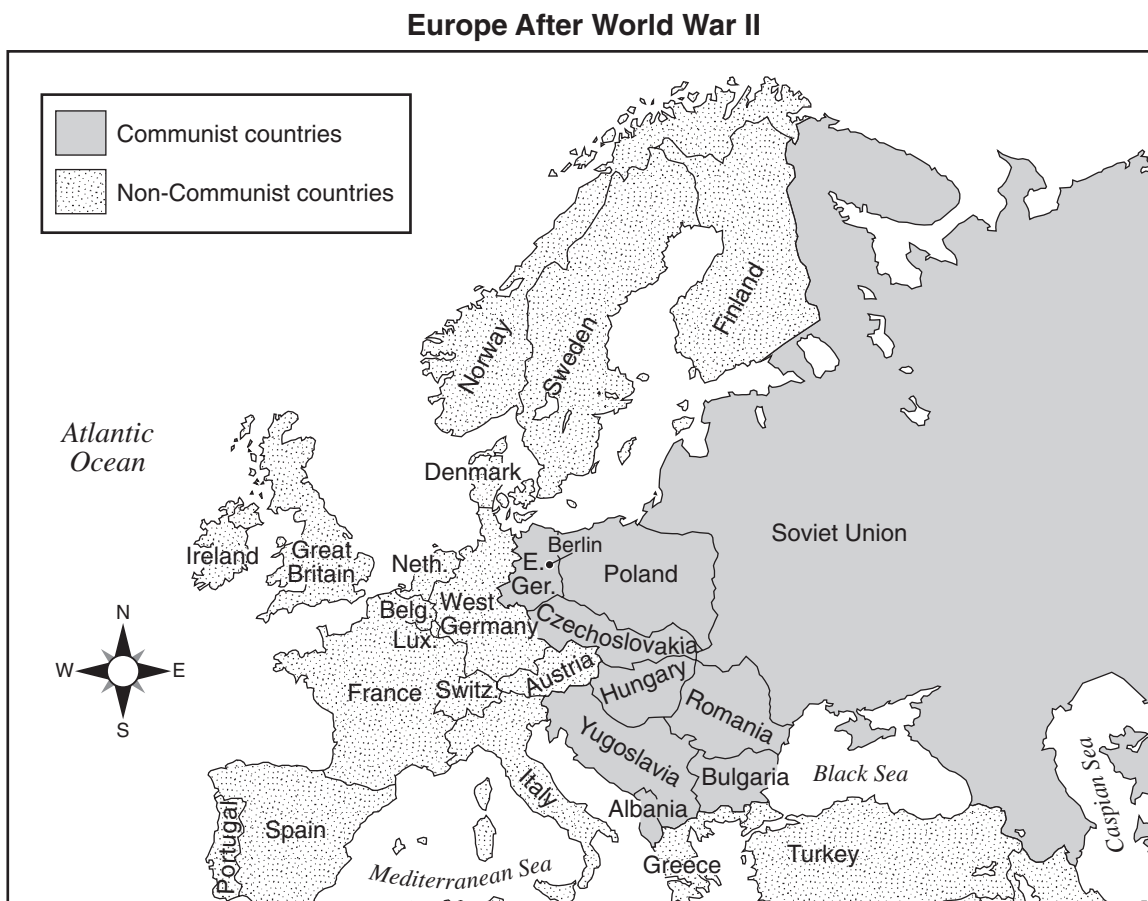 Europe After World War II
Communist countries
Non-Communist countries
Norway
Sweden
Finland
Atlantic
Ocean
Denmark
Soviet Union
Ireland
Great
Britain
Neth.
Berlin
E.
Ger.
Poland
Belg.
West
Germany
Lux.
Czechoslovakia
N
W
E
S
France
Switz.
Austria
Hungary
Romania
Yugoslavia
Italy
Bulgaria
Black Sea
Caspian Sea
Albania
Portugal
Spain
Mediterranean Sea
Greece
Turkey